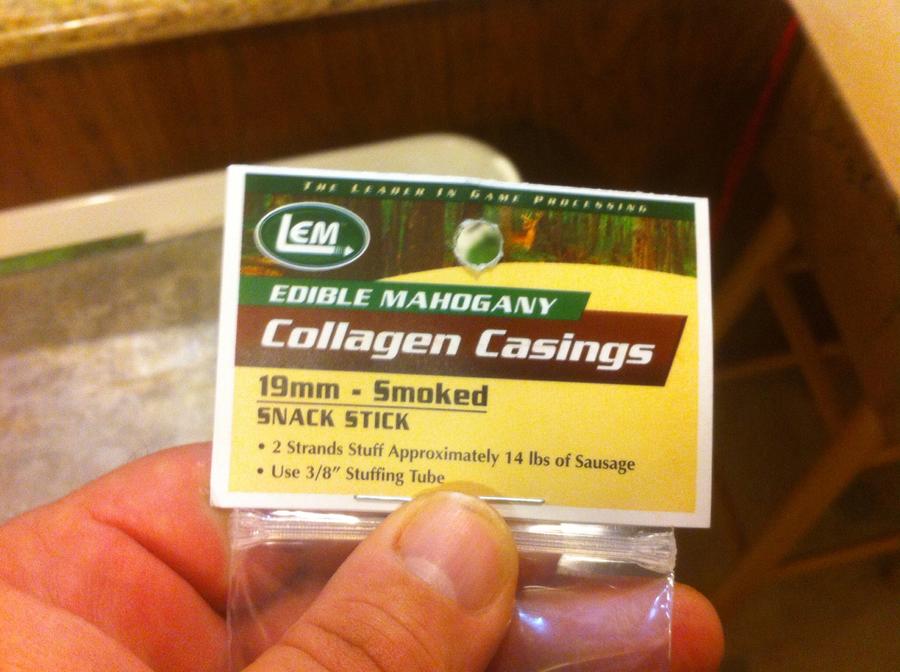 THE LEADER IN GAME PROCESSING
LEM
EDIBLE MAHOGANY
Collagen Casings
19mm - Smoked
SNACK STICK
• 2 Strands Stuff Approximately 14 lbs of Sausage
• Use 3/8" Stuffing Tube